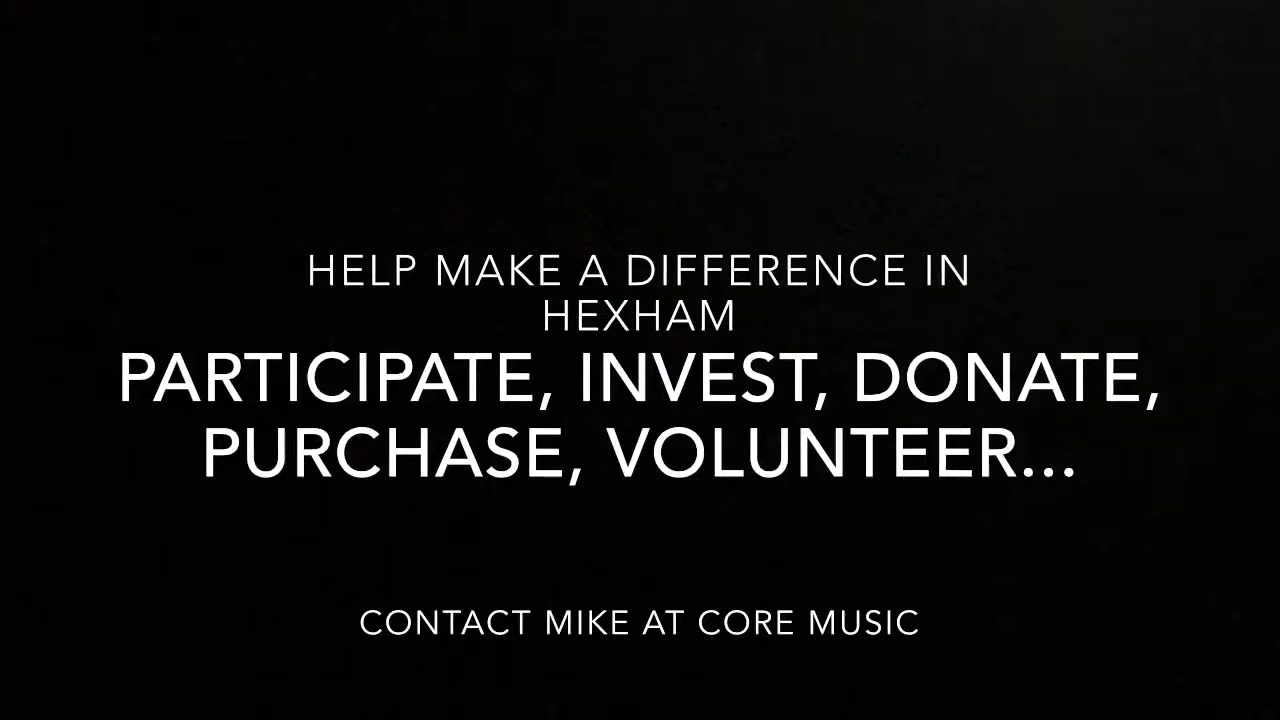 HELP MAKE A DIFFERENCE IN
HEXHAM
PARTICIPATE, INVEST, DONATE,
PURCHASE, VOLUNTEER...
CONTACT MIKE AT CORE MUSIC